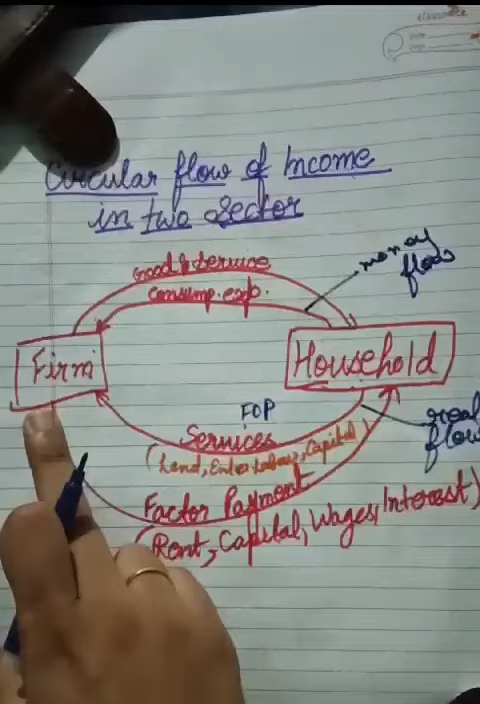 Circular flow of Income
in two sector
Good & Service
Consump. exp.
money
flow
Firm
Household
FOP
Services
(Land, Enter, Labour, Capital)
real
flow
Factor Payment
(Rent, Capital, Wages, Interest)